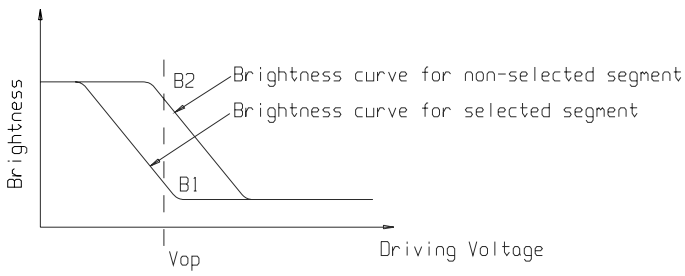 B2
Brightness curve for non-selected segment
Brightness curve for selected segment
Brightness
B1
Driving Voltage
Vop